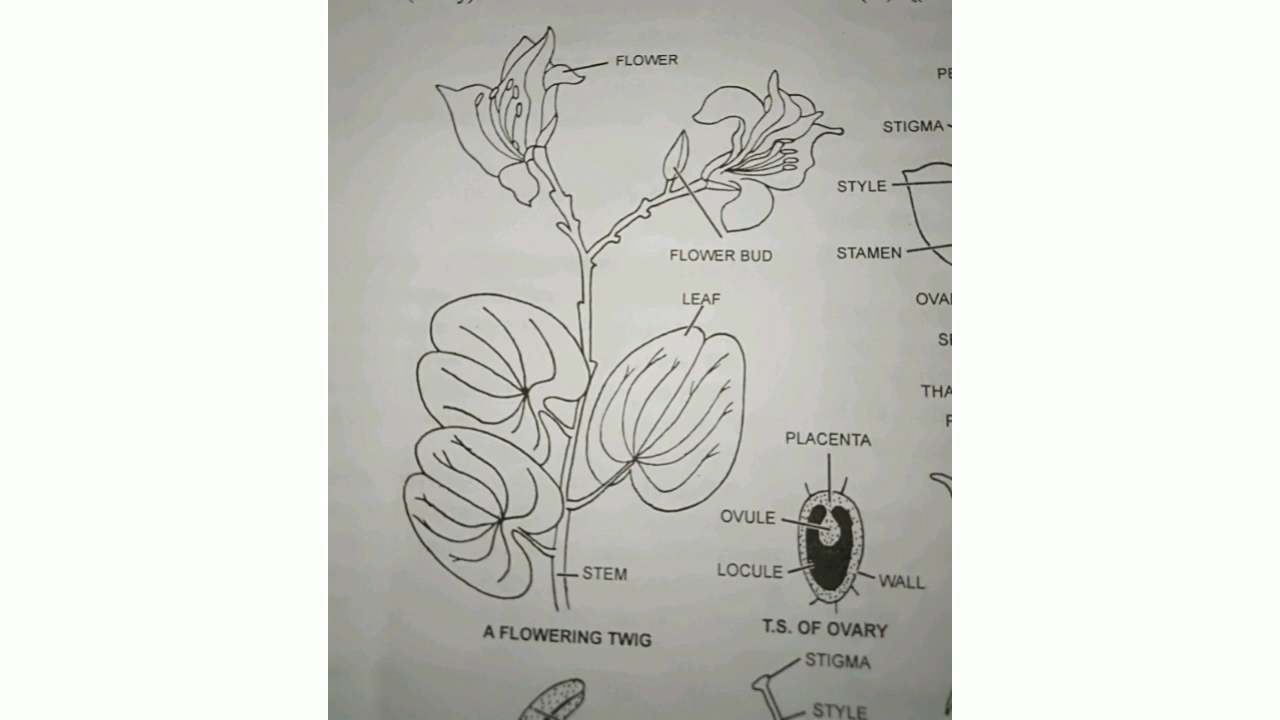 FLOWER
STIGMA
STYLE
STAMEN
FLOWER BUD
LEAF
PLACENTA
OVULE
LOCULE
WALL
STEM
T.S. OF OVARY
A FLOWERING TWIG
STIGMA
STYLE